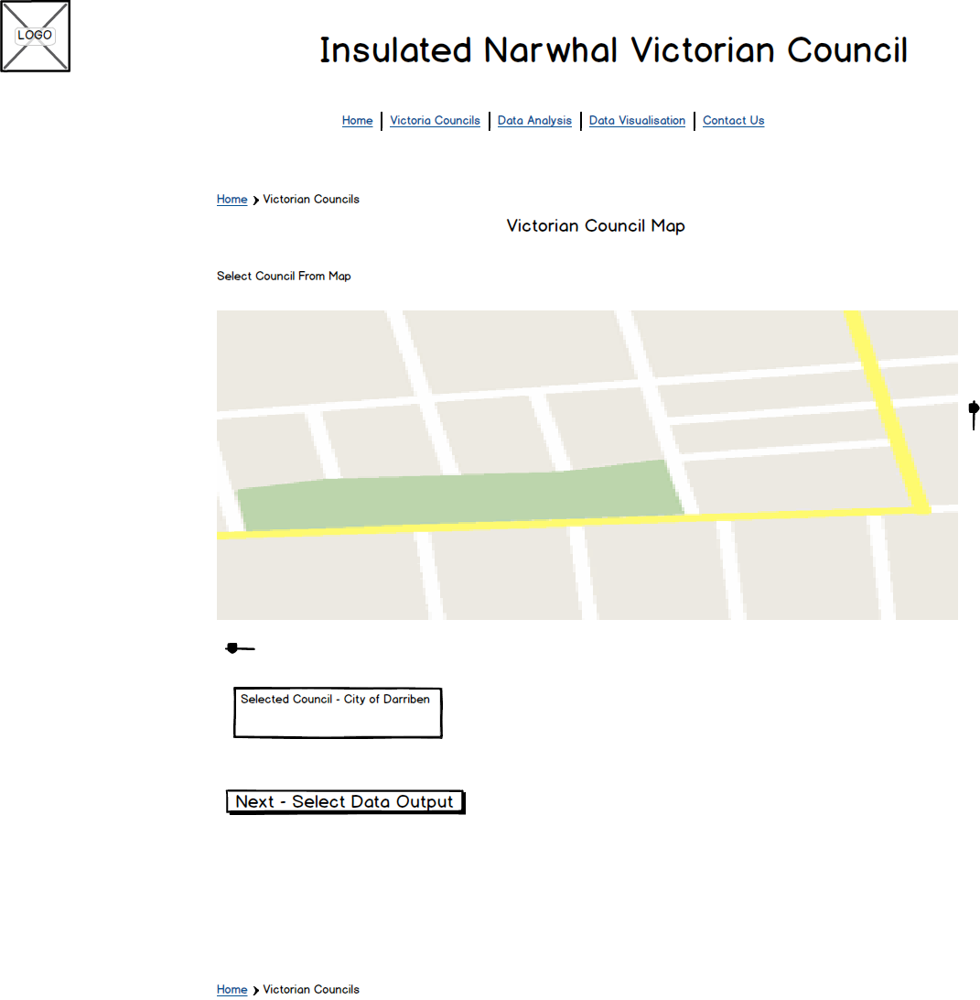 LOGO
Insulated Narwhal Victorian Council
Home Victoria Councils Data Analysis Data Visualisation Contact Us
Home Victorian Councils
Victorian Council Map
Select Council From Map
Selected Council - City of Darriben
Next - Select Data Output
Home Victorian Councils